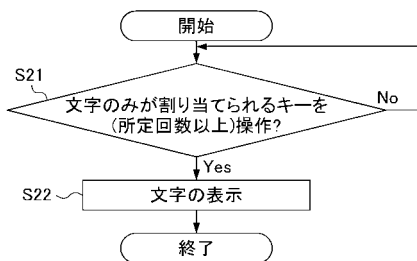 開始
S21
文字のみが割り当てられるキーを
(所定回数以上)操作?
No
Yes
S22
文字の表示
終了